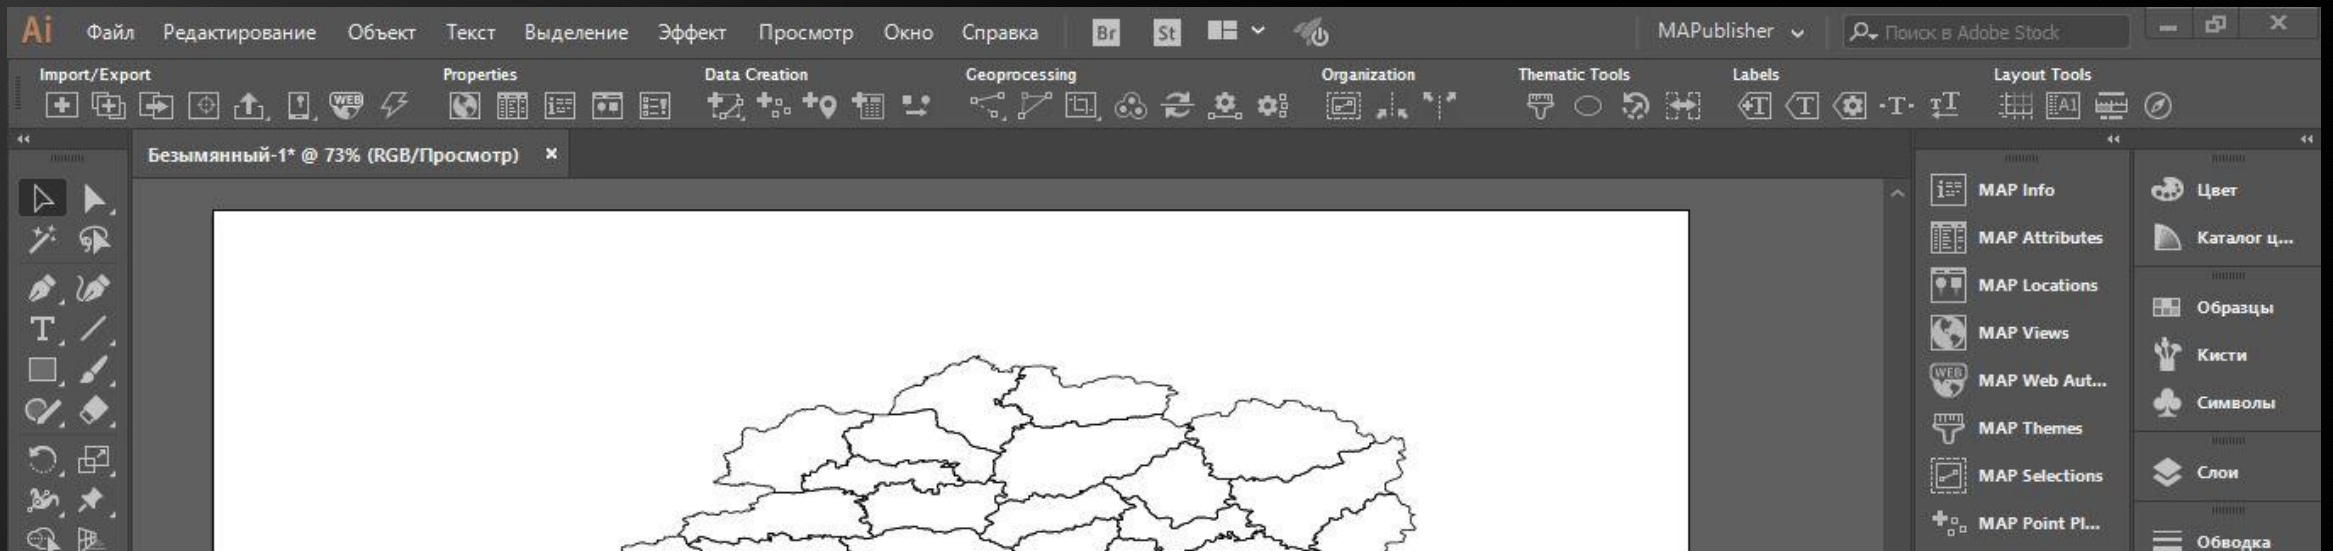 Ai Файл Редактирование Объект Текст Выделение Эффект Просмотр Окно Справка Br St MAPublisher Поиск в Adobe Stock
Import/Export Properties Data Creation Geoprocessing Organization Thematic Tools Labels Layout Tools
WEB T T T T A1
Безымянный-1* @ 73% (RGB/Просмотр) ×
MAP Info
MAP Attributes
MAP Locations
MAP Views
WEB MAP Web Aut...
MAP Themes
MAP Selections
MAP Point Pl...
Цвет
Каталог ц...
Образцы
Кисти
Символы
Слои
Обводка